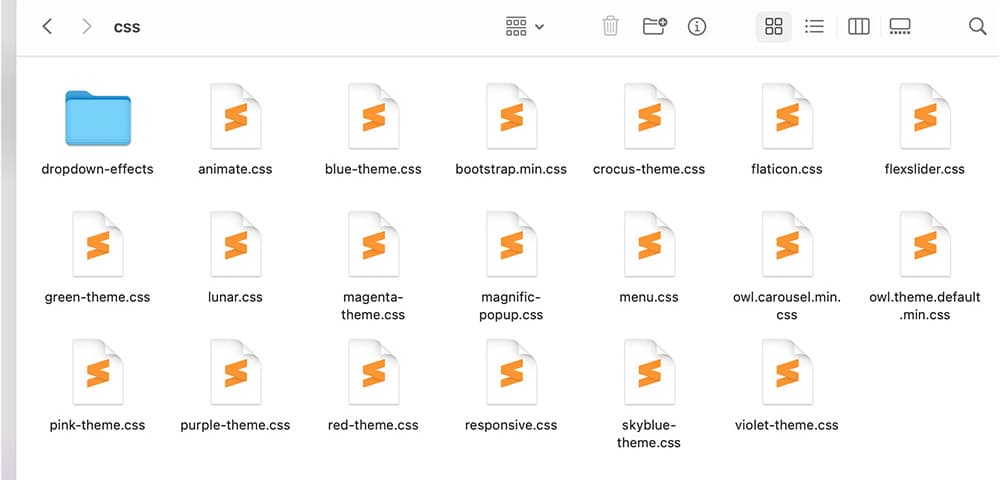 css
dropdown-effects
animate.css
blue-theme.css
bootstrap.min.css
crocus-theme.css
flaticon.css
flexslider.css
green-theme.css
lunar.css
magenta-
theme.css
magnific-
popup.css
menu.css
owl.carousel.min.
css
owl.theme.default
.min.css
pink-theme.css
purple-theme.css
red-theme.css
responsive.css
skyblue-
theme.css
violet-theme.css